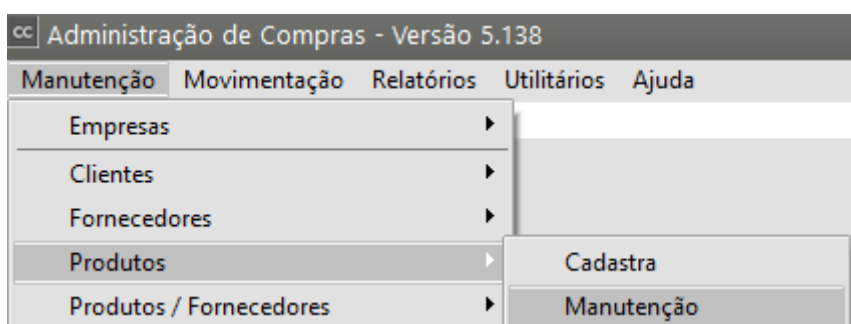 cc Administração de Compras - Versão 5.138
Manutenção Movimentação Relatórios Utilitários Ajuda
Empresas
Clientes
Fornecedores
Produtos Cadastra
Produtos / Fornecedores Manutenção